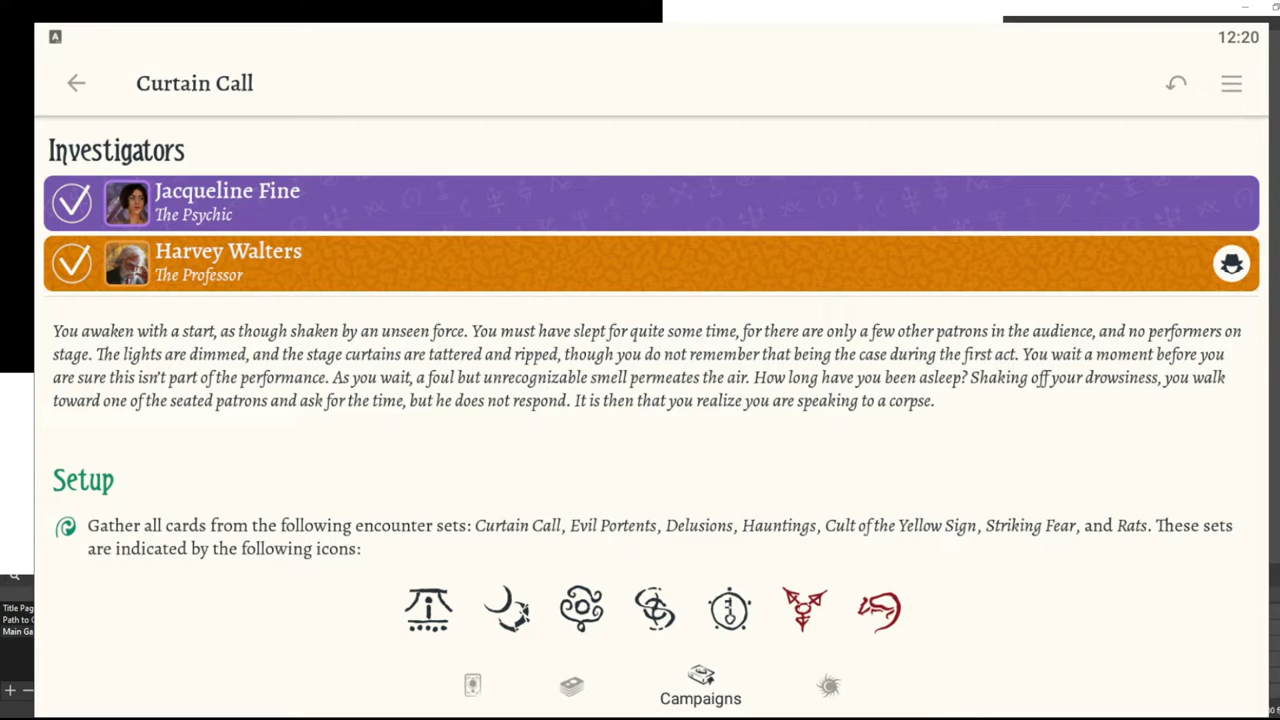 A
12:20
Curtain Call
Investigators
Jacqueline Fine
The Psychic
Harvey Walters
The Professor
You awaken with a start, as though shaken by an unseen force. You must have slept for quite some time, for there are only a few other patrons in the audience, and no performers on
stage. The lights are dimmed, and the stage curtains are tattered and ripped, though you do not remember that being the case during the first act. You wait a moment before you
are sure this isn't part of the performance. As you wait, a foul but unrecognizable smell permeates the air. How long have you been asleep? Shaking off your drowsiness, you walk
toward one of the seated patrons and ask for the time, but he does not respond. It is then that you realize you are speaking to a corpse.
Setup
Gather all cards from the following encounter sets: Curtain Call, Evil Portents, Delusions, Hauntings, Cult of the Yellow Sign, Striking Fear, and Rats. These sets
are indicated by the following icons:
Title Pag
Path to C
Main Ga
Campaigns